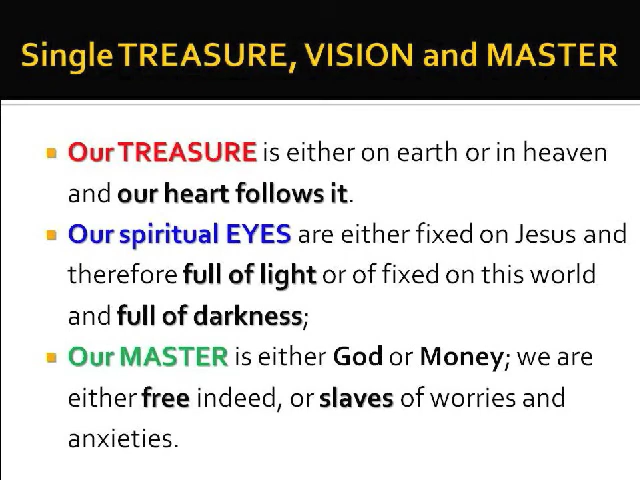 Single TREASURE, VISION and MASTER
Our TREASURE is either on earth or in heaven
and our heart follows it.
Our spiritual EYES are either fixed on Jesus and
therefore full of light or of fixed on this world
and full of darkness;
Our MASTER is either God or Money; we are
either free indeed, or slaves of worries and
anxieties.